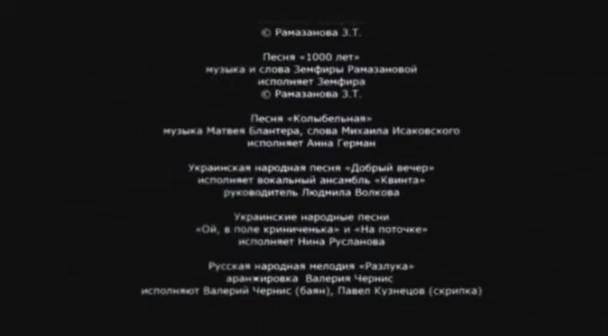 © Рамазанова З.Т.
Песня «1000 лет»
музыка и слова Земфиры Рамазановой
исполняет Земфира
© Рамазанова З.Т.
Песня «Колыбельная»
музыка Матвея Блантера, слова Михаила Исаковского
исполняет Анна Герман
Украинская народная песня «Добрый вечер»
исполняет вокальный ансамбль «Квинта»
руководитель Людмила Волкова
Украинские народные песни
«Ой, в поле криниченька» и «На поточке»
исполняет Нина Русланова
Русская народная мелодия «Разлука»
аранжировка Валерия Чернис
исполняют Валерий Чернис (баян), Павел Кузнецов (скрипка)